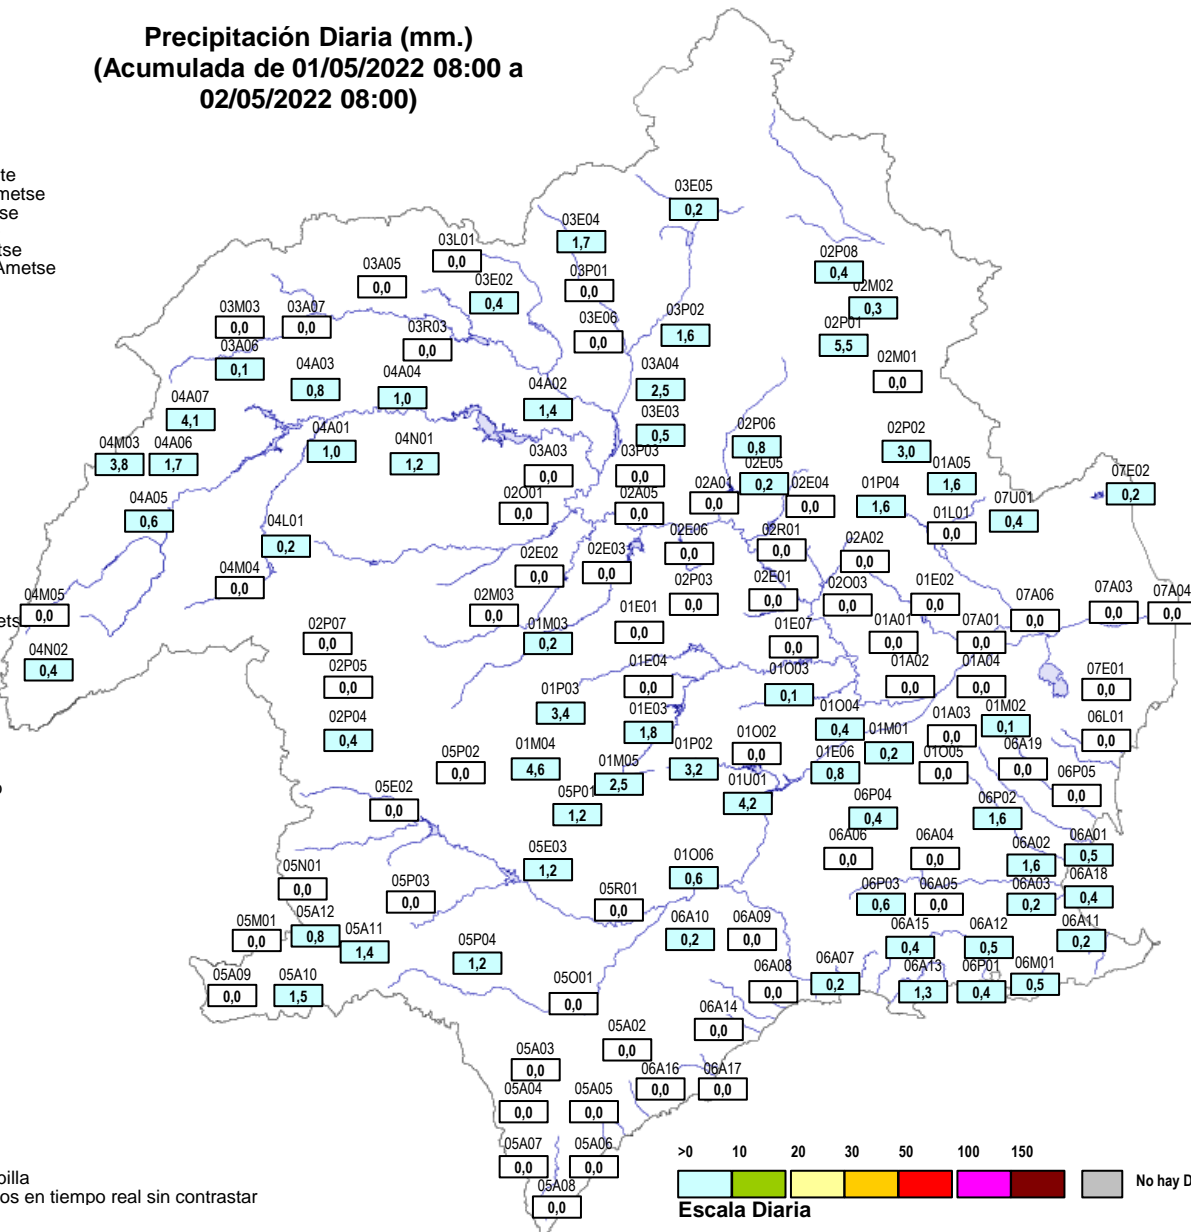 Precipitación Diaria (mm.)
(Acumulada de 01/05/2022 08:00 a
02/05/2022 08:00)
te
metse
se
tse
Ametse
03E05
0,2
03E04
1,7
03L01
0,0
03A05
0,0
03E02
0,4
03P01
0,0
02P08
0,4
02M02
0,3
03M03
0,0
03A07
0,0
03R03
0,0
03E06
0,0
03P02
1,6
02P01
5,5
03A06
0,1
02M01
0,0
04A03
0,8
04A04
1,0
04A02
1,4
03A04
2,5
04A07
4,1
03E03
0,5
02P06
0,8
02P02
3,0
04M03
3,8
04A06
1,7
04A01
1,0
04N01
1,2
03A03
0,0
03P03
0,0
02E05
0,2
01A05
1,6
07E02
0,2
04A05
0,6
02O01
0,0
02A05
0,0
02A01
0,0
02E04
0,0
01P04
1,6
07U01
0,4
01L01
0,0
04L01
0,2
02E02
0,0
02E03
0,0
02E06
0,0
02R01
0,0
02A02
0,0
04M04
0,0
04M05
0,0
ets
02M03
0,0
02P03
0,0
02E01
0,0
02O03
0,0
01E02
0,0
07A06
0,0
07A03
0,0
07A04
0,0
04N02
0,4
02P07
0,0
01M03
0,2
01E01
0,0
01E07
0,0
01A01
0,0
07A01
0,0
02P05
0,0
01E04
0,0
01O03
0,1
01A02
0,0
01A04
0,0
07E01
0,0
02P04
0,4
01P03
3,4
01E03
1,8
01O04
0,4
01M01
0,2
01A03
0,0
01M02
0,1
06L01
0,0
05P02
0,0
01M04
4,6
01M05
2,5
01P02
3,2
01O02
0,0
01E06
0,8
01O05
0,0
06A19
0,0
06P05
0,0
05E02
0,0
05P01
1,2
01U01
4,2
06P04
0,4
06P02
1,6
05E03
1,2
01O06
0,6
06A06
0,0
06A04
0,0
06A02
1,6
06A01
0,5
05N01
0,0
05P03
0,0
05R01
0,0
06P03
0,6
06A05
0,0
06A03
0,2
06A18
0,4
05M01
0,0
05A12
0,8
05A11
1,4
05P04
1,2
06A10
0,2
06A09
0,0
06A15
0,4
06A12
0,5
06A11
0,2
05A09
0,0
05A10
1,5
05O01
0,0
06A08
0,0
06A07
0,2
06A13
1,3
06P01
0,4
06M01
0,5
06A14
0,0
05A02
0,0
05A03
0,0
06A16
0,0
06A17
0,0
05A04
0,0
05A05
0,0
05A07
0,0
05A06
0,0
05A08
0,0
>0 10 20 30 50 100 150
No hay D
Escala Diaria
os en tiempo real sin contrastar